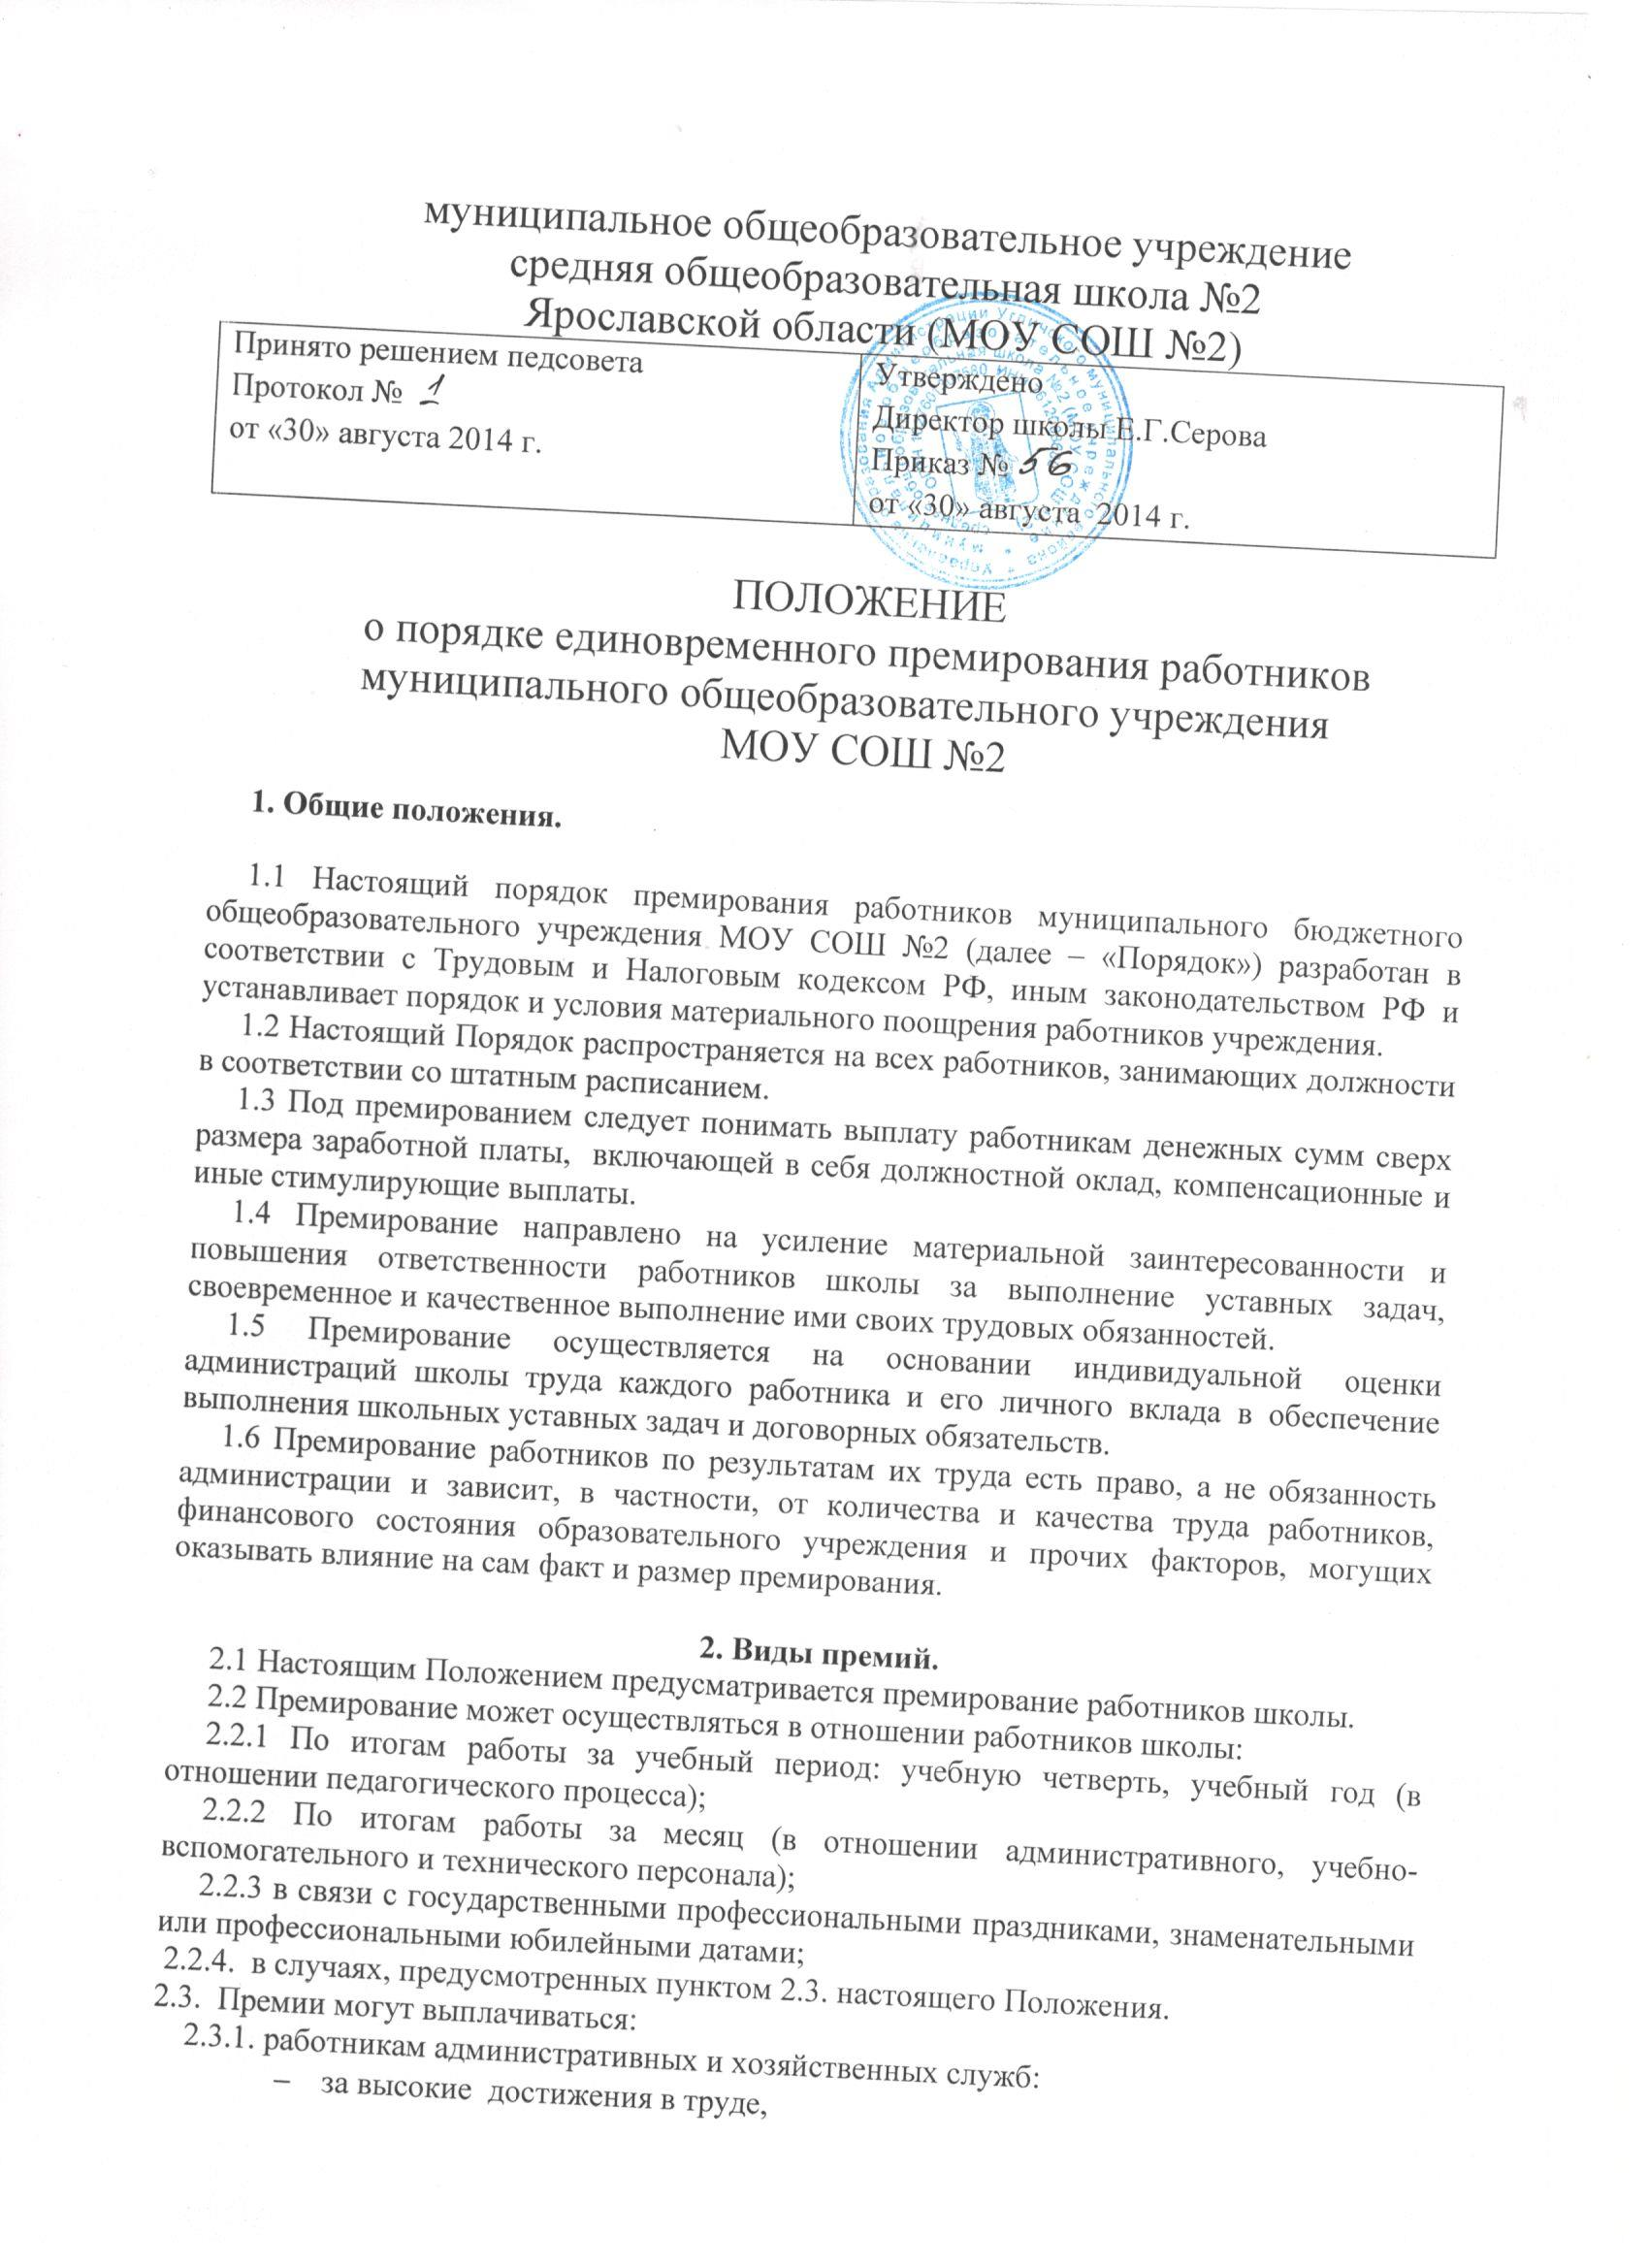 муниципальное общеобразовательное учреждение
средняя общеобразовательная школа №2
Ярославской области (МОУ СОШ №2)
Принято решением педсовета
Протокол № 1
от «30» августа 2014 г.
Утверждено
Директор школы Е.Г.Серова
Приказ № 56
от «30» августа 2014 г.
ПОЛОЖЕНИЕ
о порядке единовременного премирования работников
муниципального общеобразовательного учреждения
МОУ СОШ №2
1. Общие положения.
1.1 Настоящий порядок премирования работников муниципального бюджетного
общеобразовательного учреждения МОУ СОШ №2 (далее – «Порядок») разработан в
соответствии с Трудовым и Налоговым кодексом РФ, иным законодательством РФ и
устанавливает порядок и условия материального поощрения работников учреждения.
1.2 Настоящий Порядок распространяется на всех работников, занимающих должности
в соответствии со штатным расписанием.
1.3 Под премированием следует понимать выплату работникам денежных сумм сверх
размера заработной платы, включающей в себя должностной оклад, компенсационные и
иные стимулирующие выплаты.
1.4 Премирование направлено на усиление материальной заинтересованности и
повышения ответственности работников школы за выполнение уставных задач,
своевременное и качественное выполнение ими своих трудовых обязанностей.
1.5 Премирование осуществляется на основании индивидуальной оценки
администраций школы труда каждого работника и его личного вклада в обеспечение
выполнения школьных уставных задач и договорных обязательств.
1.6 Премирование работников по результатам их труда есть право, а не обязанность
администрации и зависит, в частности, от количества и качества труда работников,
финансового состояния образовательного учреждения и прочих факторов, могущих
оказывать влияние на сам факт и размер премирования.
2. Виды премий.
2.1 Настоящим Положением предусматривается премирование работников школы.
2.2 Премирование может осуществляться в отношении работников школы:
2.2.1 По итогам работы за учебный период: учебную четверть, учебный год (в
отношении педагогического процесса);
2.2.2 По итогам работы за месяц (в отношении административного, учебно-
вспомогательного и технического персонала);
2.2.3 в связи с государственными профессиональными праздниками, знаменательными
или профессиональными юбилейными датами;
2.2.4. в случаях, предусмотренных пунктом 2.3. настоящего Положения.
2.3. Премии могут выплачиваться:
2.3.1. работникам административных и хозяйственных служб:
– за высокие достижения в труде,